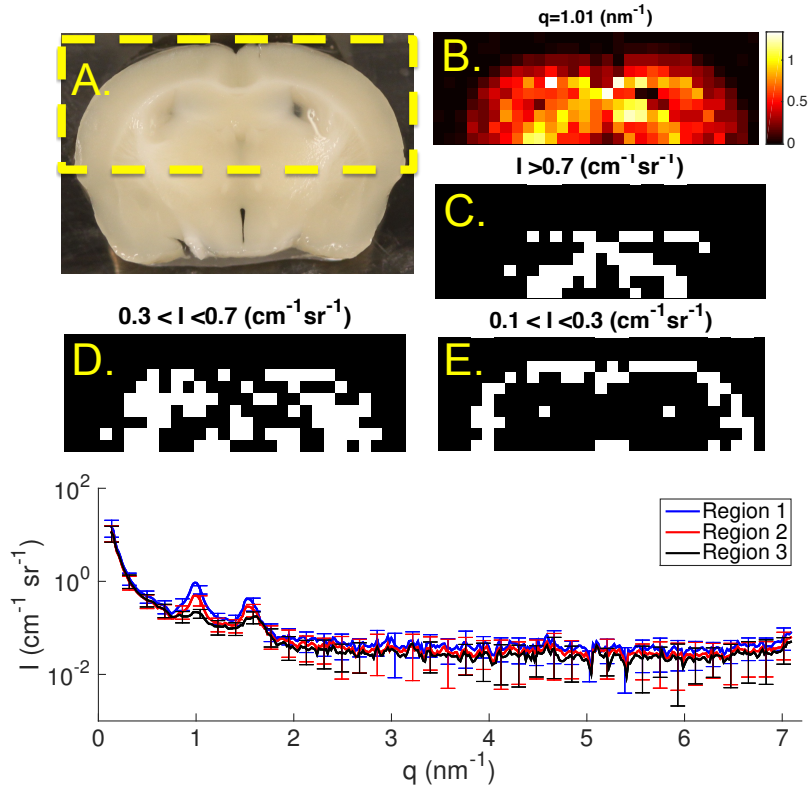 A.
q=1.01 (nm⁻¹)
B.
1
0.5
0
I >0.7 (cm⁻¹sr⁻¹)
C.
0.3 < I <0.7 (cm⁻¹sr⁻¹)
D.
0.1 < I <0.3 (cm⁻¹sr⁻¹)
E.
10²
10⁰
10⁻²
I (cm⁻¹ sr⁻¹)
Region 1
Region 2
Region 3
0 1 2 3 4 5 6 7
q (nm⁻¹)